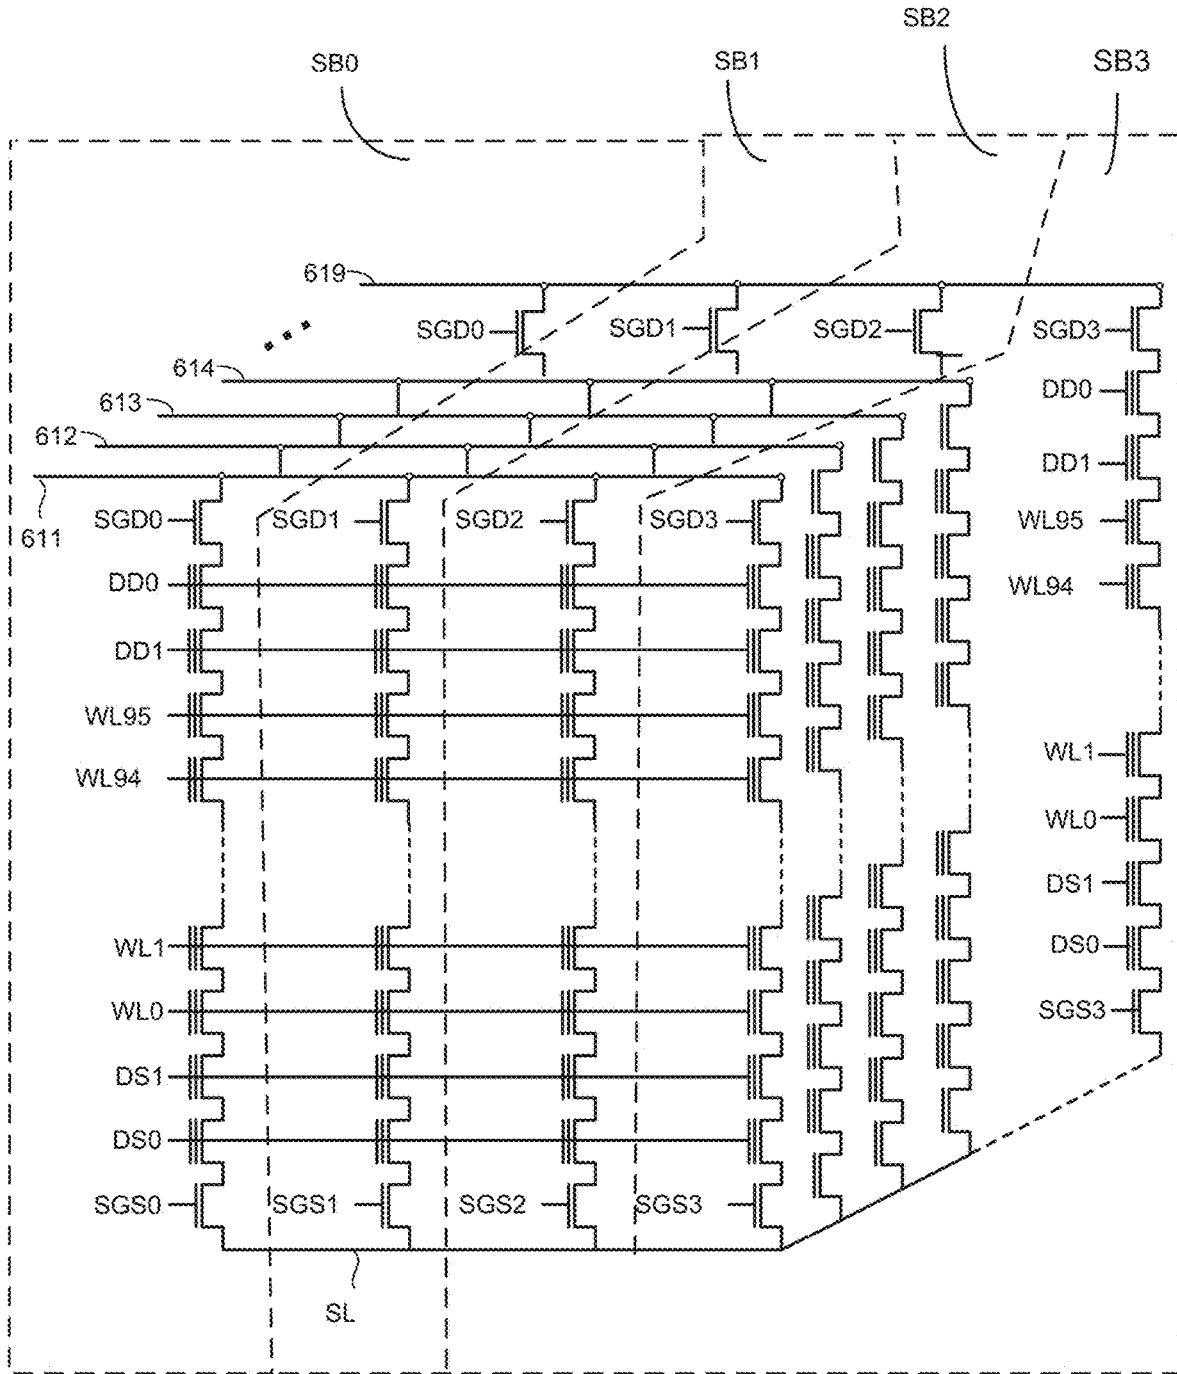 SB0 SB1 SB2 SB3
619
SGD0 SGD1 SGD2 SGD3
614
DD0
613
612
DD1
611
SGD0 SGD1 SGD2 SGD3 WL95
DD0 WL94
DD1
WL95
WL94 WL1
WL0
DS1
WL1 DS0
WL0 SGS3
DS1
DS0
SGS0 SGS1 SGS2 SGS3
SL